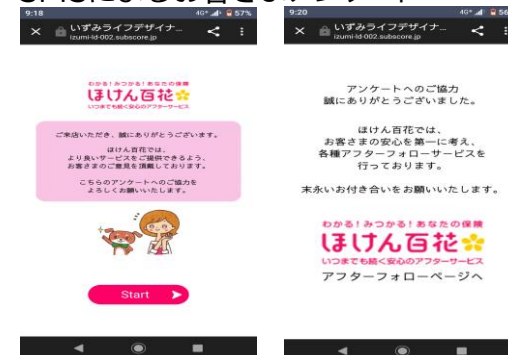 9:18
4G+
57%
いずみライフデザイナ...
izumi-ld-002.subscore.jp
わかる!みつかる!あなたの保険
ほけん百花
いつまでも続く安心のアフターサービス
ご来店いただき、誠にありがとうございます。
ほけん百花では、
より良いサービスをご提供できるよう、
お客さまのご意見を頂戴しております。
こちらのアンケートへのご協力を
よろしくお願いいたします。
Start
9:20
4G+
56
いずみライフデザイナ...
izumi-ld-002.subscore.jp
アンケートへのご協力
誠にありがとうございました。
ほけん百花では、
お客さまの安心を第一に考え、
各種アフターフォローサービスを
行っております。
末永いお付き合いをお願いいたします。
わかる!みつかる!あなたの保険
ほけん百花
いつまでも続く安心のアフターサービス
アフターフォローページへ